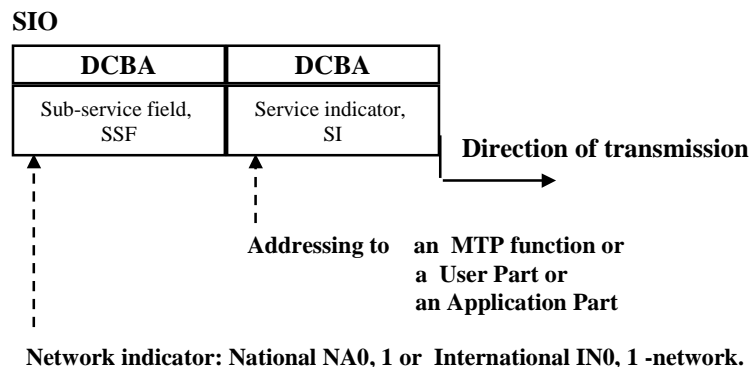 SIO
DCBA DCBA
Sub-service field, SSF
Service indicator, SI
Direction of transmission
Addressing to an MTP function or
a User Part or
an Application Part
Network indicator: National NA0, 1 or International IN0, 1 -network.